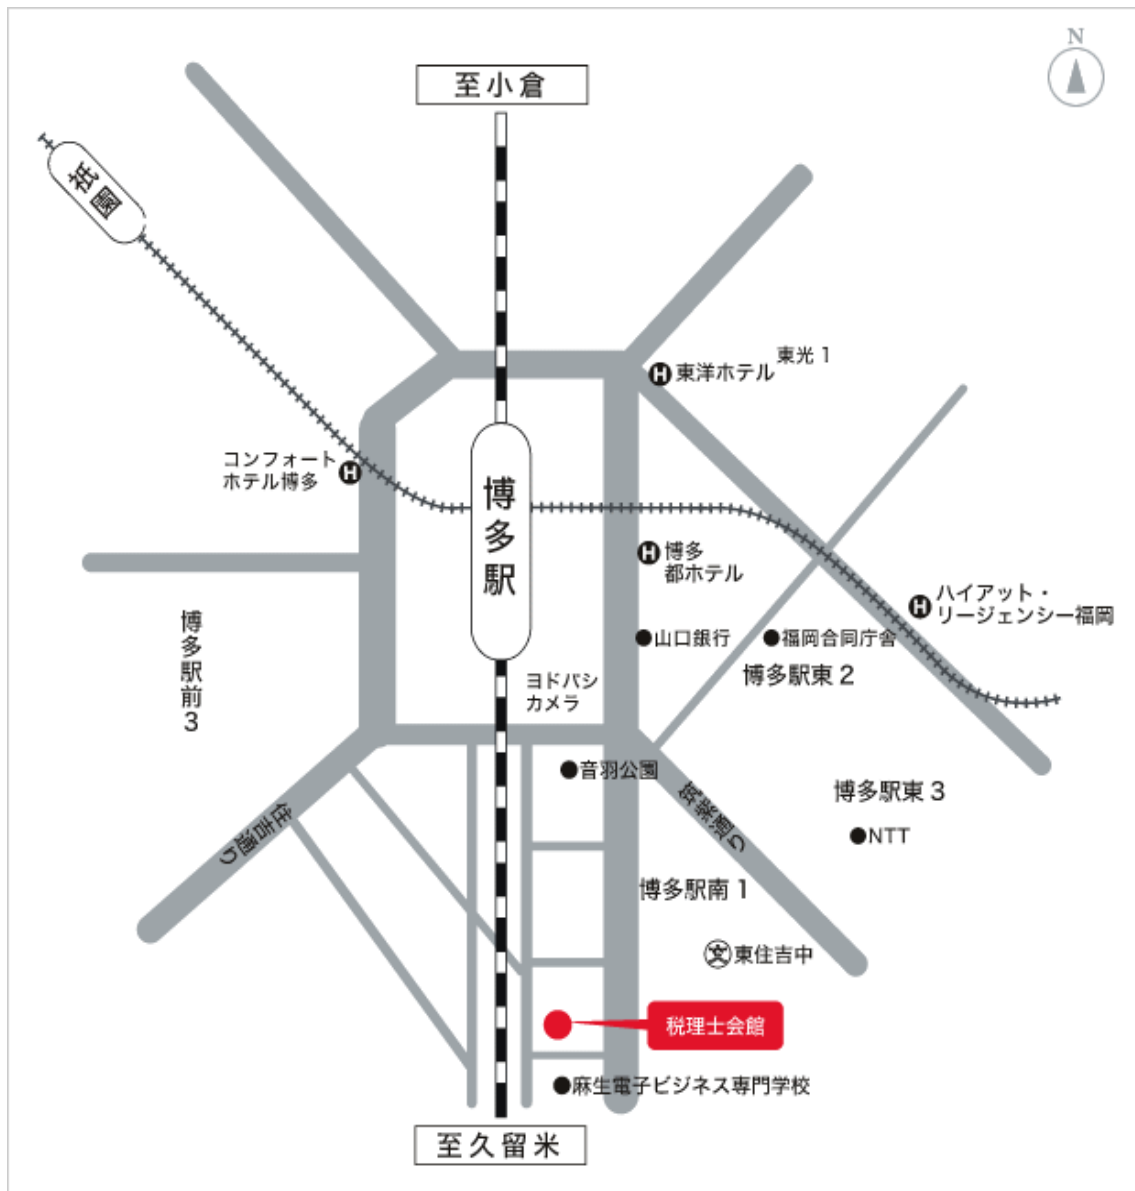 N
至小倉
祇園
東光 1
H 東洋ホテル
コンフォート
ホテル博多 H
博多駅
H 博多
都ホテル
ハイアット・
H リージェンシー福岡
山口銀行
福岡合同庁舎
博多駅東 2
博多駅前 3
ヨドバシ
カメラ
音羽公園
筑紫通り
住吉通り
博多駅東 3
NTT
博多駅南 1
文 東住吉中
税理士会館
麻生電子ビジネス専門学校
至久留米